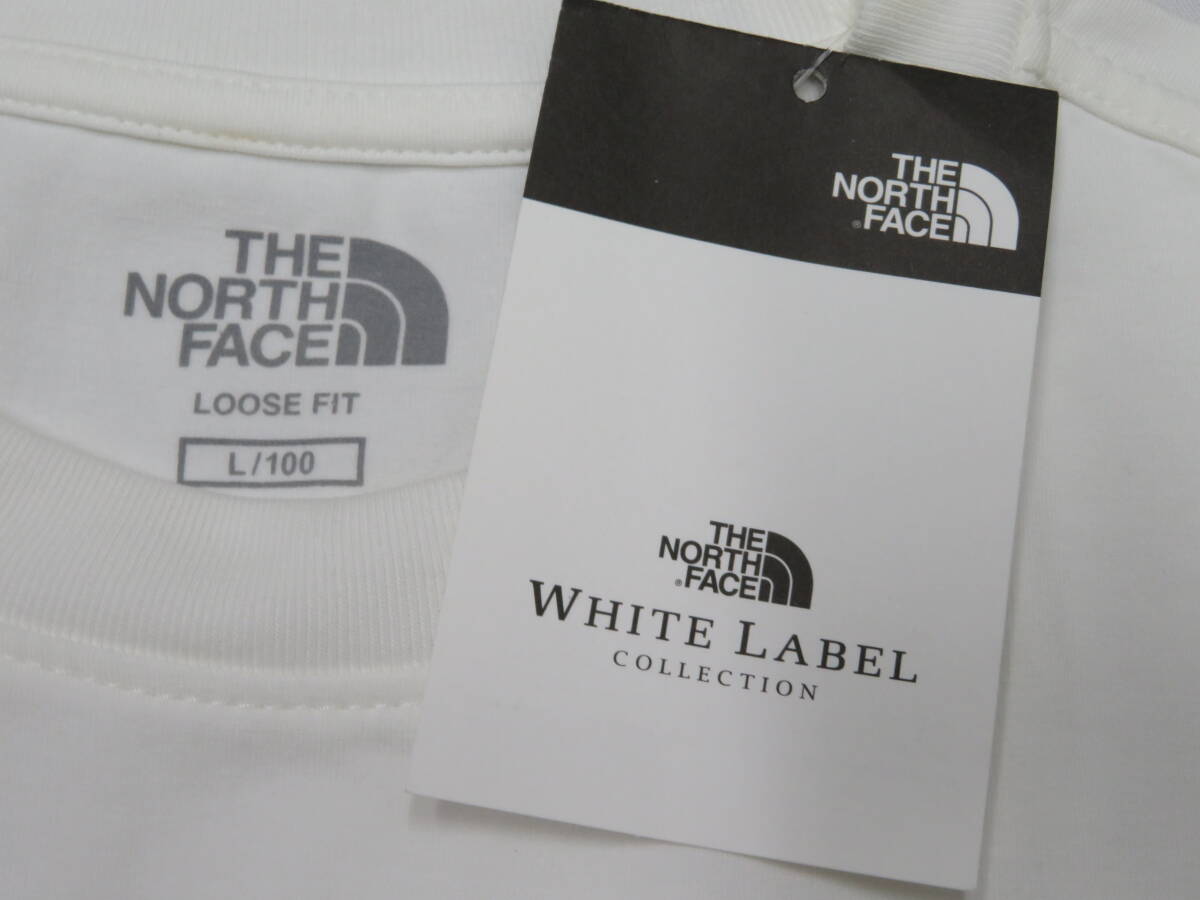 THE
NORTH
FACE
LOOSE FIT
L/100
THE
NORTH
® FACE
THE
NORTH
® FACE
WHITE LABEL
COLLECTION